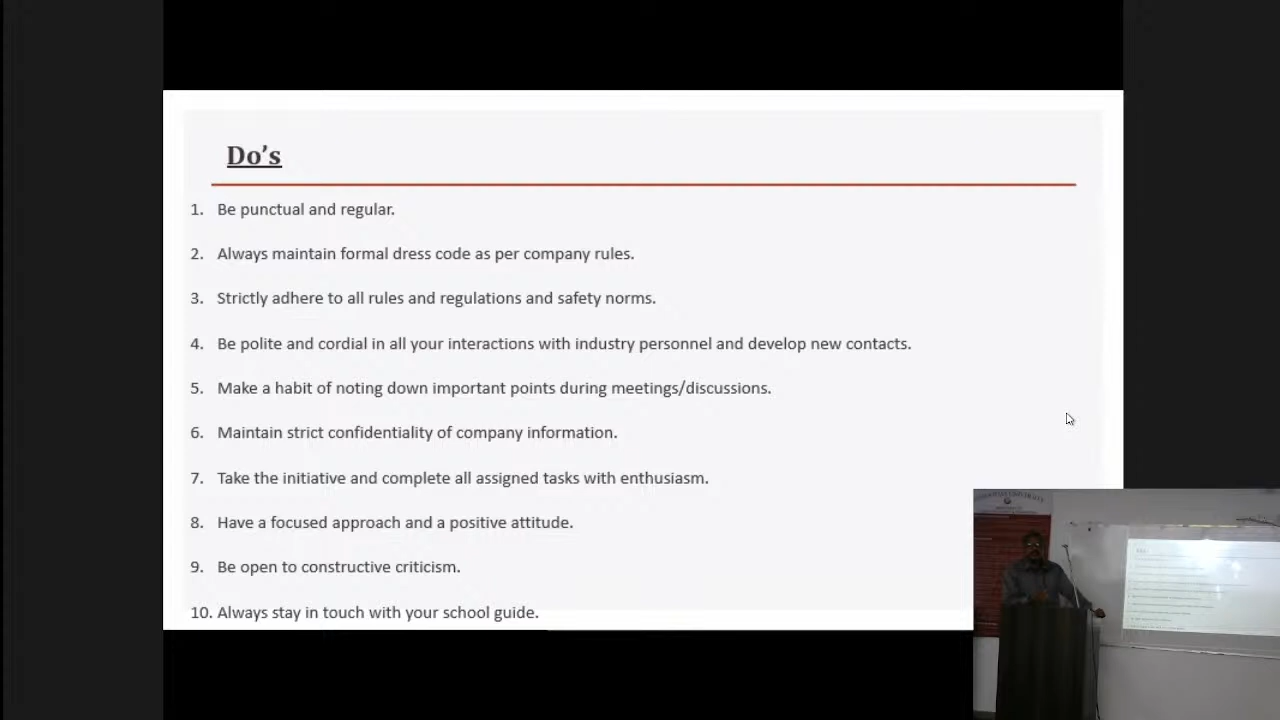 Do's
1. Be punctual and regular.
2. Always maintain formal dress code as per company rules.
3. Strictly adhere to all rules and regulations and safety norms.
4. Be polite and cordial in all your interactions with industry personnel and develop new contacts.
5. Make a habit of noting down important points during meetings/discussions.
6. Maintain strict confidentiality of company information.
7. Take the initiative and complete all assigned tasks with enthusiasm.
8. Have a focused approach and a positive attitude.
9. Be open to constructive criticism.
10. Always stay in touch with your school guide.